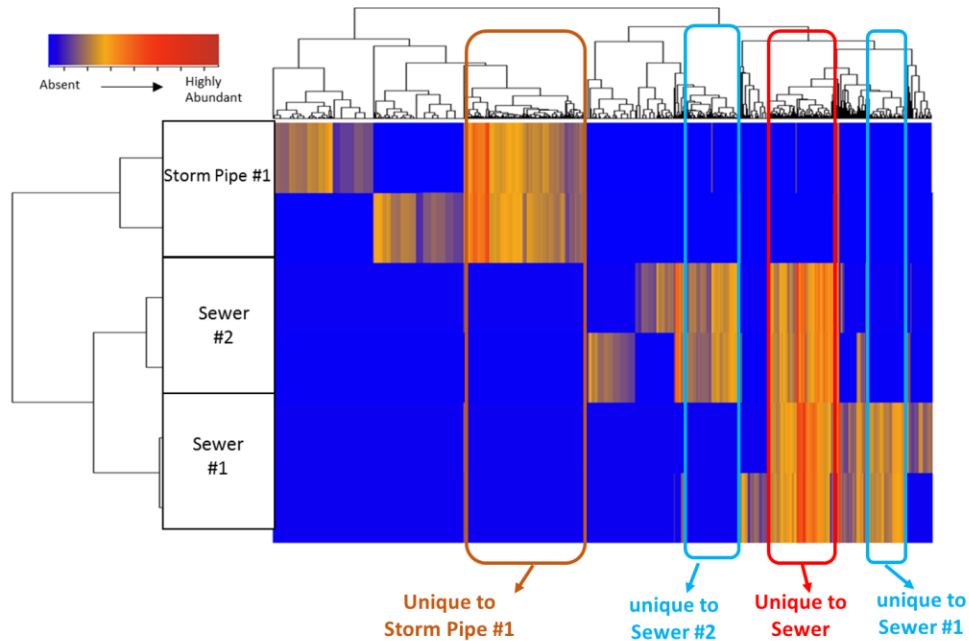 Absent
Highly
Abundant
Storm Pipe #1
Sewer
#2
Sewer
#1
Unique to
Storm Pipe #1
unique to
Sewer #2
Unique to
Sewer
unique to
Sewer #1